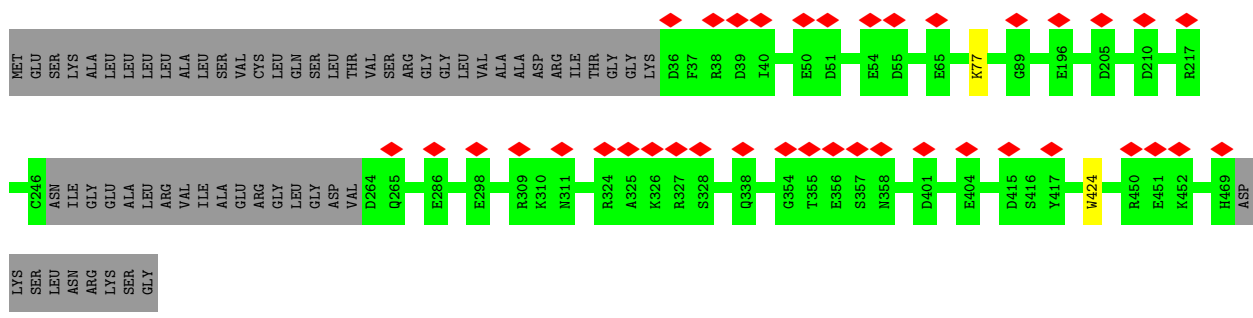 MET GLU SER LYS ALA LEU LEU LEU LEU ALA LEU SER VAL CYS LEU GLN SER LEU THR VAL SER ARG GLY GLY LEU VAL ALA ALA ASP ARG ILE THR GLY GLY LYS D36 F37 R38 D39 I40 E50 D51 E54 D55 E65 K77 G89 E196 D205 D210 R217
C246 ASN ILE GLY GLU ALA LEU ARG VAL ILE ALA GLU ARG GLY LEU GLY ASP VAL D264 Q265 E286 E298 R309 K310 N311 R324 A325 K326 R327 S328 Q338 G354 T355 E356 S357 N358 D401 E404 D415 S416 Y417 W424 R450 E451 K452 H469 ASP
LYS SER LEU ASN ARG LYS SER GLY